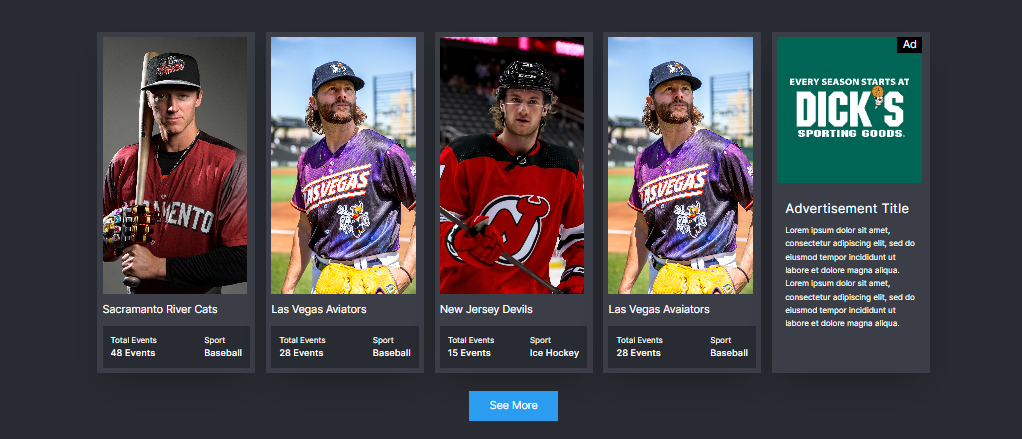 Sacramanto River Cats
Total Events
48 Events
Sport
Baseball
LASVEGAS
Las Vegas Aviators
Total Events
28 Events
Sport
Baseball
New Jersey Devils
Total Events
15 Events
Sport
Ice Hockey
LASVEGAS
Las Vegas Avaiators
Total Events
28 Events
Sport
Baseball
Ad
EVERY SEASON STARTS AT
DICK'S
SPORTING GOODS.
Advertisement Title
Lorem ipsum dolor sit amet,
consectetur adipiscing elit, sed do
eiusmod tempor incididunt ut
labore et dolore magna aliqua.
Lorem ipsum dolor sit amet,
consectetur adipiscing elit, sed do
eiusmod tempor incididunt ut
labore et dolore magna aliqua.
See More